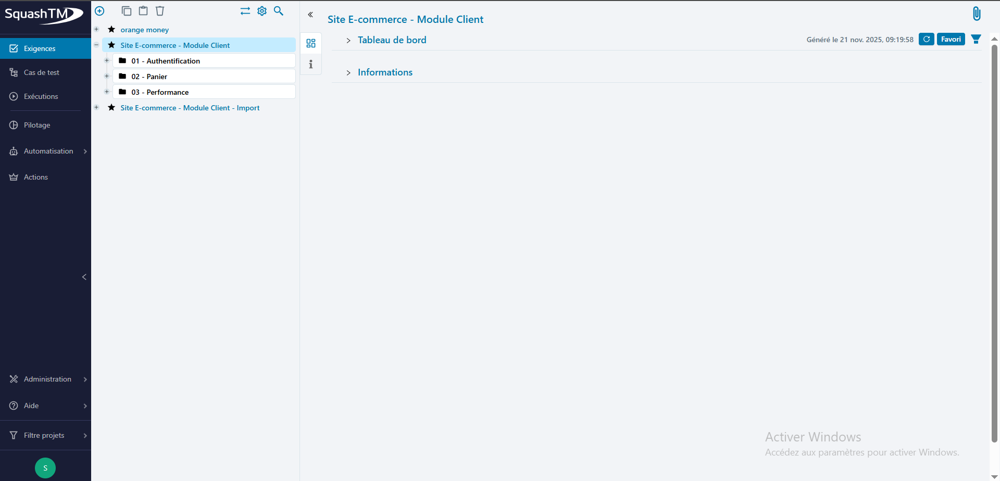 SquashTM
Exigences
Cas de test
Exécutions
Pilotage
Automatisation
Actions
Administration
Aide
Filtre projets
S
orange money
Site E-commerce - Module Client
01 - Authentification
02 - Panier
03 - Performance
Site E-commerce - Module Client - Import
Site E-commerce - Module Client
Tableau de bord
Généré le 21 nov. 2025, 09:19:58
Favori
Informations
Activer Windows
Accédez aux paramètres pour activer Windows.